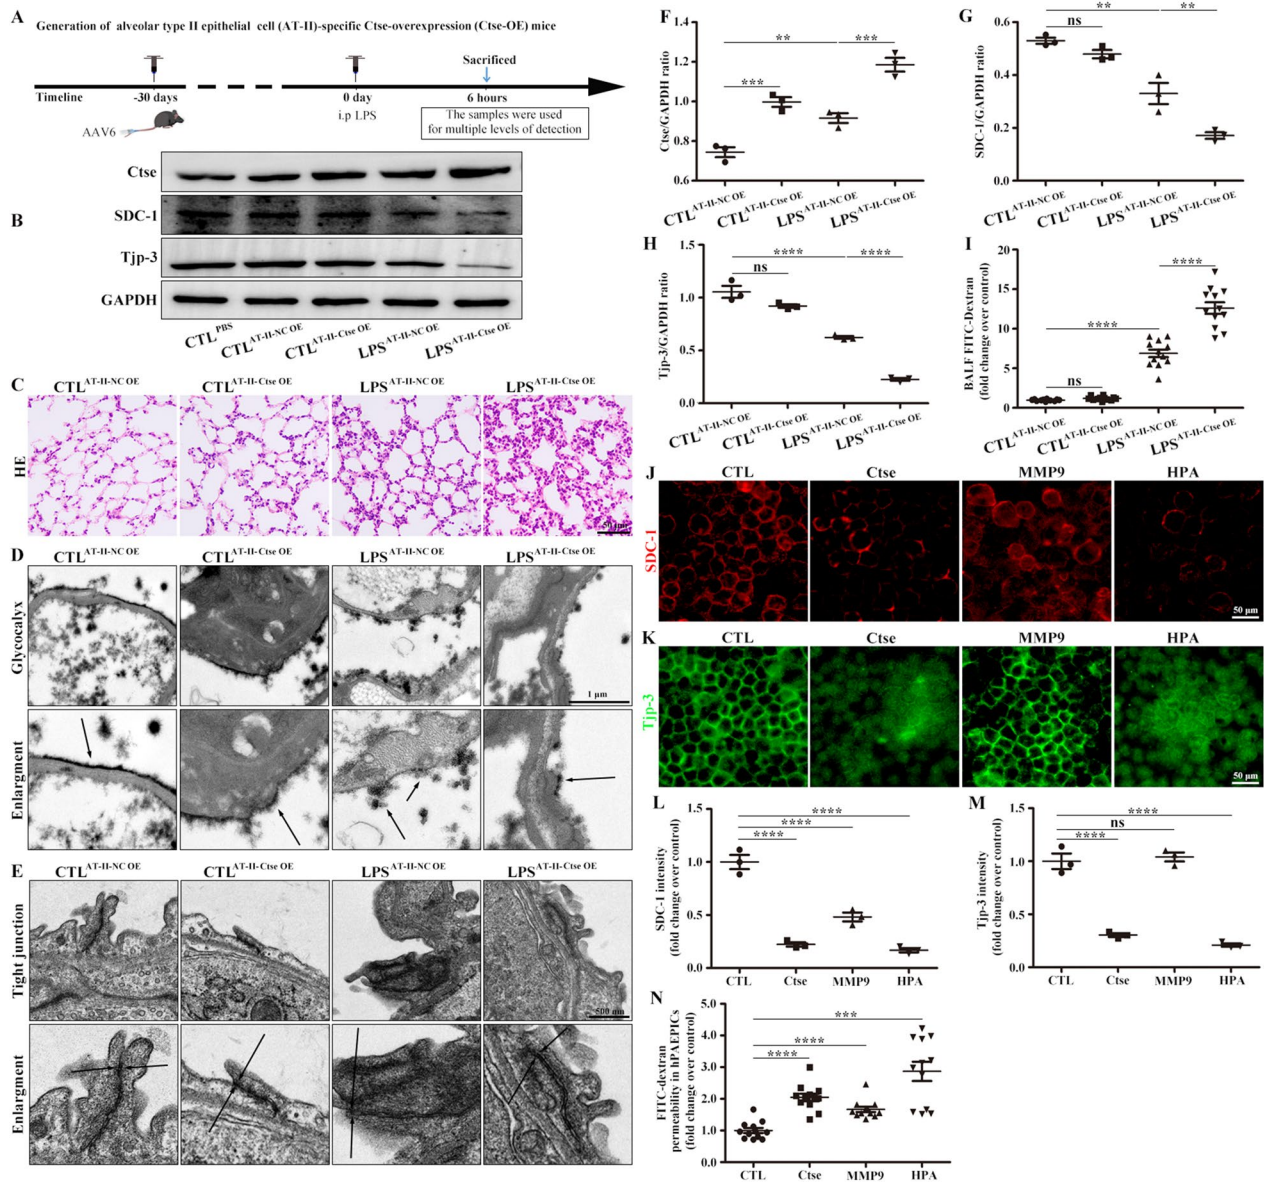 A
Generation of alveolar type II epithelial cell (AT-II)-specific Ctse-overexpression (Ctse-OE) mice
Sacrificed
Timeline
-30 days
0 day
6 hours
AAV6
i.p LPS
The samples were used
for multiple levels of detection
B
Ctse
SDC-1
Tjp-3
GAPDH
CTL^PBS
CTL^AT-II-NC OE
CTL^AT-II-Ctse OE
LPS^AT-II-NC OE
LPS^AT-II-Ctse OE
C
CTL^AT-II-NC OE
CTL^AT-II-Ctse OE
LPS^AT-II-NC OE
LPS^AT-II-Ctse OE
HE
50 μm
D
CTL^AT-II-NC OE
CTL^AT-II-Ctse OE
LPS^AT-II-NC OE
LPS^AT-II-Ctse OE
Glycocalyx
1 μm
Enlargment
E
CTL^AT-II-NC OE
CTL^AT-II-Ctse OE
LPS^AT-II-NC OE
LPS^AT-II-Ctse OE
Tight junction
500 nm
Enlargment
F
Ctse/GAPDH ratio
1.4
1.2
1.0
0.8
0.6
**
***
***
CTL^AT-II-NC OE
CTL^AT-II-Ctse OE
LPS^AT-II-NC OE
LPS^AT-II-Ctse OE
G
SDC-1/GAPDH ratio
0.6
0.4
0.2
0.0
**
**
ns
CTL^AT-II-NC OE
CTL^AT-II-Ctse OE
LPS^AT-II-NC OE
LPS^AT-II-Ctse OE
H
Tjp-3/GAPDH ratio
1.5
1.0
0.5
0.0
****
****
ns
CTL^AT-II-NC OE
CTL^AT-II-Ctse OE
LPS^AT-II-NC OE
LPS^AT-II-Ctse OE
I
BALF FITC-Dextran
(fold change over control)
20
15
10
5
0
****
****
ns
CTL^AT-II-NC OE
CTL^AT-II-Ctse OE
LPS^AT-II-NC OE
LPS^AT-II-Ctse OE
J
CTL
Ctse
MMP9
HPA
SDC-1
50 μm
K
CTL
Ctse
MMP9
HPA
Tjp-3
50 μm
L
SDC-1 intensity
(fold change over control)
1.5
1.0
0.5
0.0
****
****
****
CTL
Ctse
MMP9
HPA
M
Tjp-3 intensity
(fold change over control)
1.5
1.0
0.5
0.0
****
ns
****
CTL
Ctse
MMP9
HPA
N
FITC-dextran
permeability in hPAEPICs
(fold change over control)
5.0
4.0
3.0
2.0
1.0
0.0
***
****
****
CTL
Ctse
MMP9
HPA